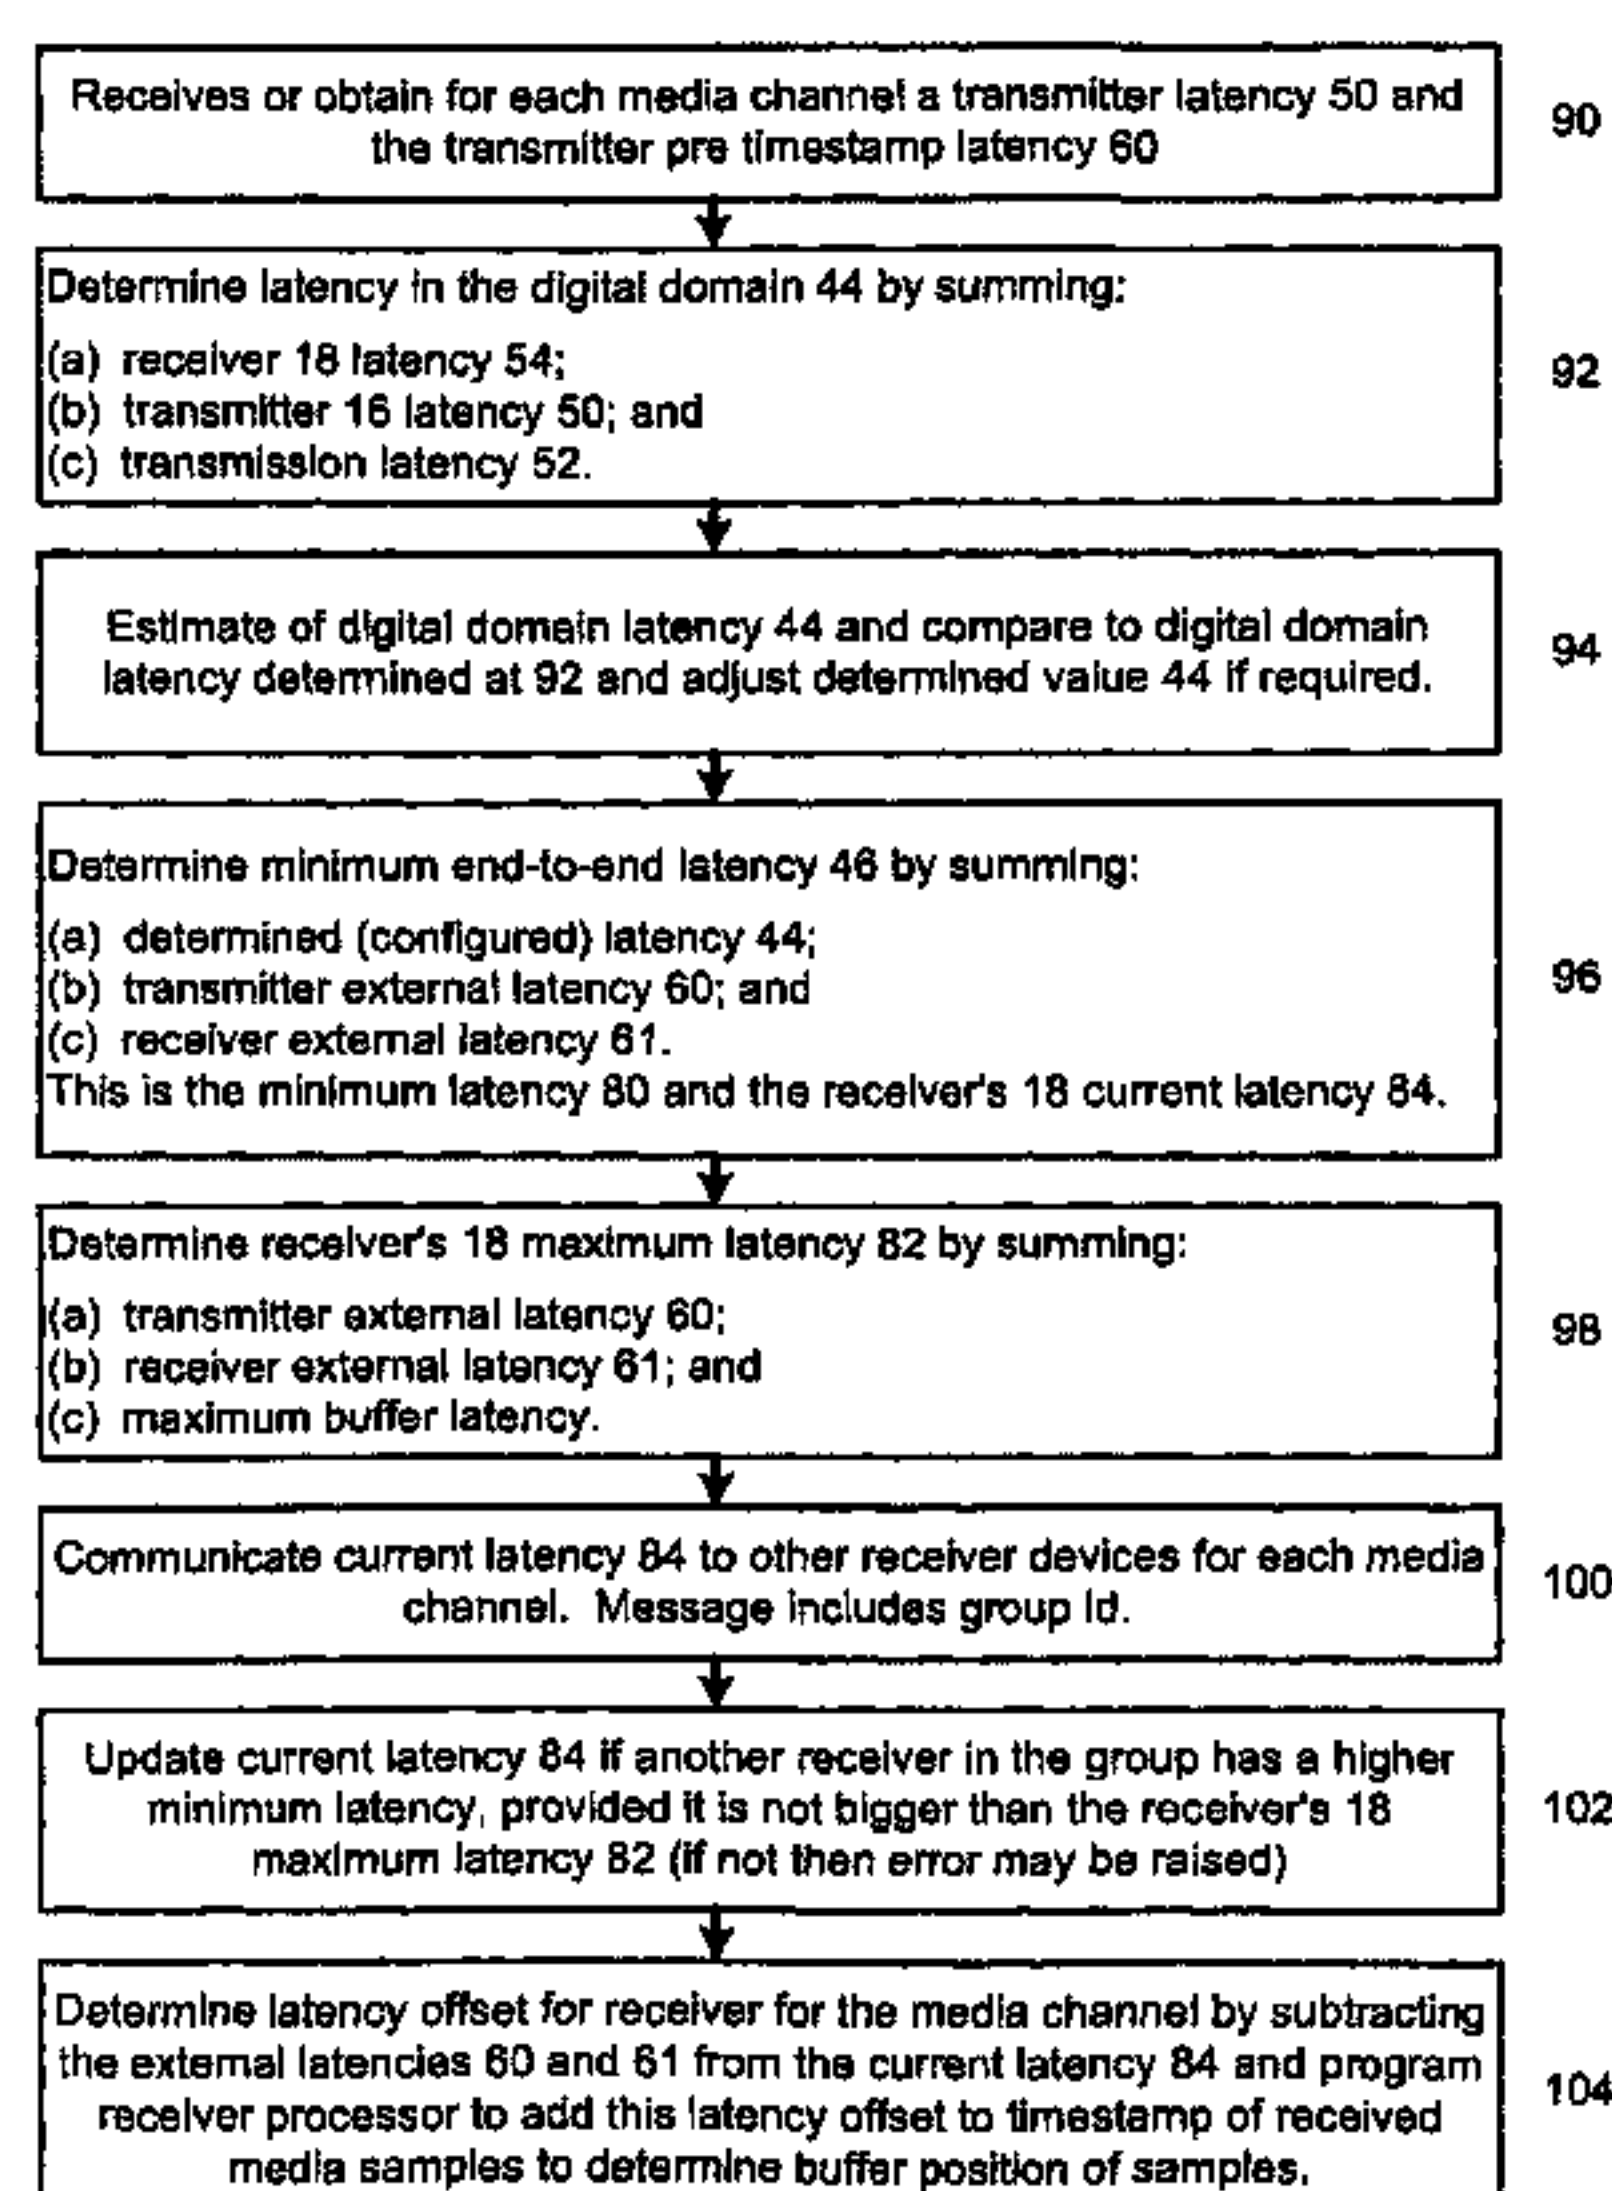 Receives or obtain for each media channel a transmitter latency 50 and
the transmitter pre timestamp latency 60
90
Determine latency in the digital domain 44 by summing:
(a) receiver 18 latency 54;
(b) transmitter 16 latency 50; and
(c) transmission latency 52.
92
Estimate of digital domain latency 44 and compare to digital domain
latency determined at 92 and adjust determined value 44 if required.
94
Determine minimum end-to-end latency 46 by summing:
(a) determined (configured) latency 44;
(b) transmitter external latency 60; and
(c) receiver external latency 61.
This is the minimum latency 80 and the receiver's 18 current latency 84.
96
Determine receiver's 18 maximum latency 82 by summing:
(a) transmitter external latency 60;
(b) receiver external latency 61; and
(c) maximum buffer latency.
98
Communicate current latency 84 to other receiver devices for each media
channel. Message includes group id.
100
Update current latency 84 if another receiver in the group has a higher
minimum latency, provided it is not bigger than the receiver's 18
maximum latency 82 (if not then error may be raised)
102
Determine latency offset for receiver for the media channel by subtracting
the external latencies 60 and 61 from the current latency 84 and program
receiver processor to add this latency offset to timestamp of received
media samples to determine buffer position of samples.
104